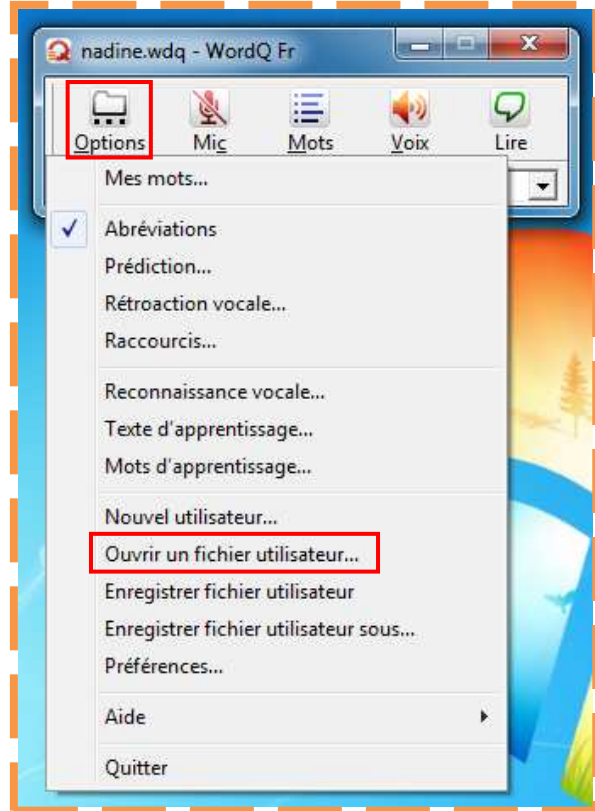 nadine.wdq - WordQ Fr
Options Mic Mots Voix Lire
Mes mots...
Abréviations
Prédiction...
Rétroaction vocale...
Raccourcis...
Reconnaissance vocale...
Texte d'apprentissage...
Mots d'apprentissage...
Nouvel utilisateur...
Ouvrir un fichier utilisateur...
Enregistrer fichier utilisateur
Enregistrer fichier utilisateur sous...
Préférences...
Aide
Quitter